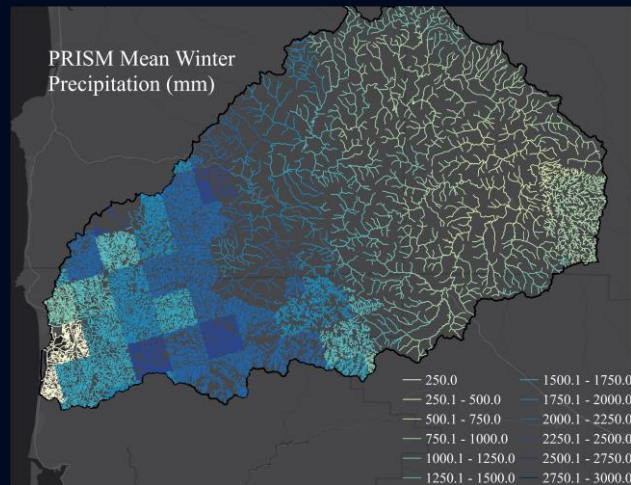 PRISM Mean Winter
Precipitation (mm)
250.0
250.1 - 500.0
500.1 - 750.0
750.1 - 1000.0
1000.1 - 1250.0
1250.1 - 1500.0
1500.1 - 1750.0
1750.1 - 2000.0
2000.1 - 2250.0
2250.1 - 2500.0
2500.1 - 2750.0
2750.1 - 3000.0